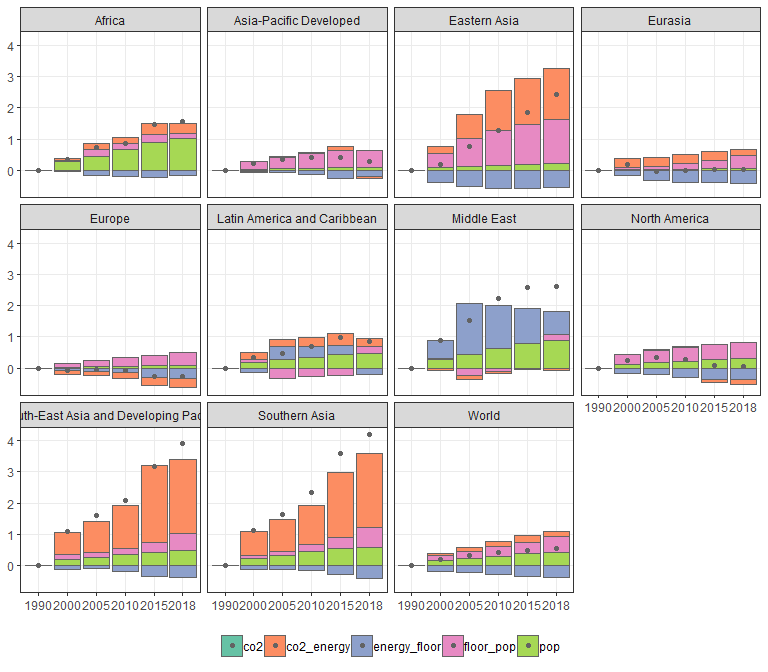 Africa
Asia-Pacific Developed
Eastern Asia
Eurasia
4
3
2
1
0
Europe
Latin America and Caribbean
Middle East
North America
4
3
2
1
0
1990 2000 2005 2010 2015 2018
uth-East Asia and Developing Pac
Southern Asia
World
4
3
2
1
0
1990 2000 2005 2010 2015 2018
1990 2000 2005 2010 2015 2018
1990 2000 2005 2010 2015 2018
co2 co2_energy energy_floor floor_pop pop